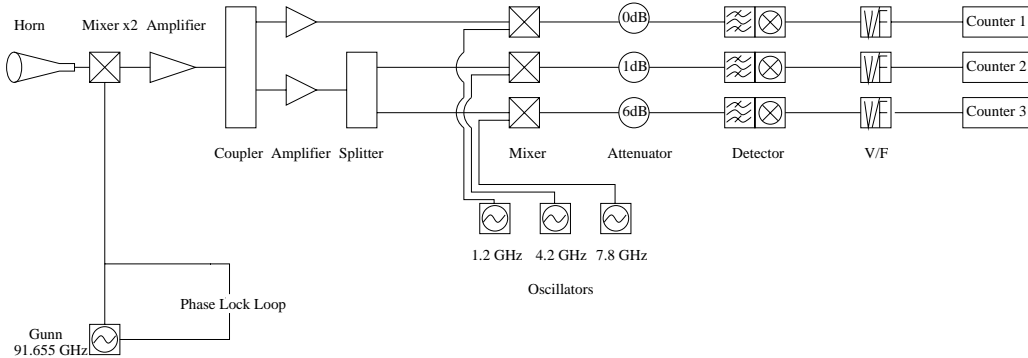 Horn Mixer x2 Amplifier
0dB Counter 1
1dB Counter 2
6dB Counter 3
Coupler Amplifier Splitter Mixer Attenuator Detector V/F
1.2 GHz 4.2 GHz 7.8 GHz
Oscillators
Phase Lock Loop
Gunn
91.655 GHz